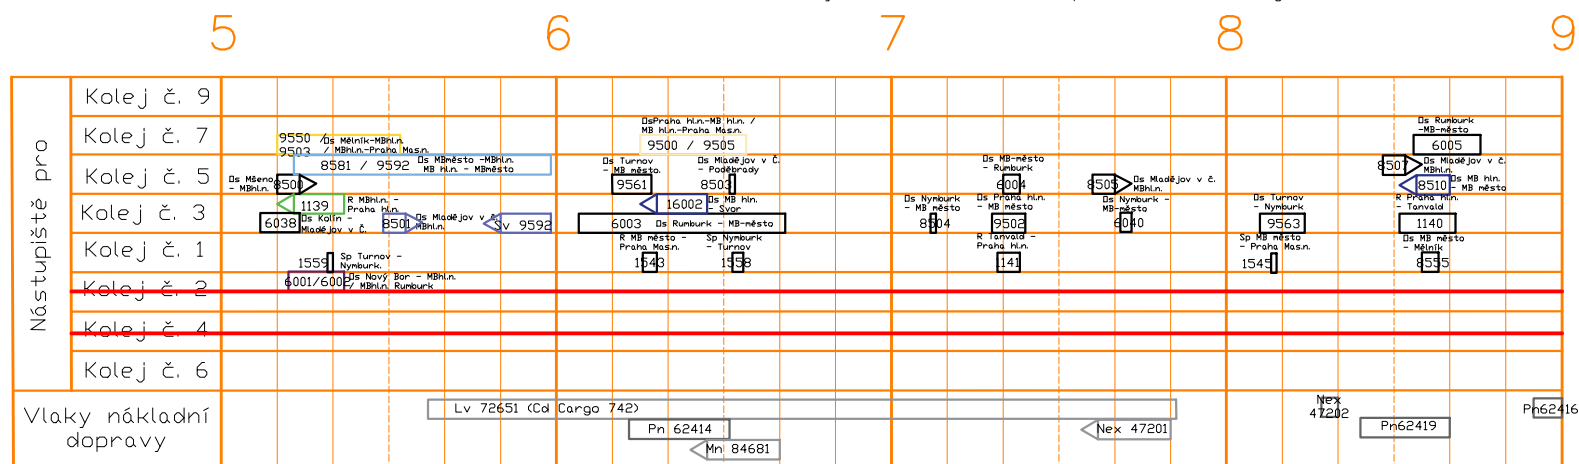 5 6 7 8 9
Nástupiště pro
Kolej č. 9
Kolej č. 7
9550 /
9503
Os Mělník-MBhl.n.
/ MBhl.n.-Praha Mas.n.
OsPraha hl.n.-MB hl.n. /
MB hl.n.-Praha Mas.n.
9500 / 9505
Os Rumburk
-MB-město
6005
8581 / 9592
Os MBměsto -MBhl.n.
MB hl.n. - MBměsto
Kolej č. 5
Os Mšeno
- MBhl.n.
8500
Os Turnov
- MB město.
9561
Os Mladějov v Č.
- Poděbrady
8503
Os MB-město
- Rumburk
6004
8505
Os Mladějov v Č.
MBhl.n.
8507
Os Mladějov v Č.
MBhl.n.
8510
Os MB hl.n.
- MB město
Kolej č. 3
1139
R MBhl.n. -
Praha hl.n.
6038
Os Kolín -
Mladějov v Č.
8501
Os Mladějov v Č.
MBhl.n.
Sv 9592
16002
Os MB hl.n.
- Svor
6003
Os Rumburk - MB-město
Os Nymburk
- MB město
8504
Os Praha hl.n.
- MB město
9502
Os Nymburk -
MB-město
6040
Os Turnov
- Nymburk
9563
R Praha hl.n.
- Tanvald
1140
Kolej č. 1
1559
Sp Turnov -
Nymburk.
R MB město -
Praha Mas.n.
1543
Sp Nymburk
- Turnov
1558
R Tanvald -
Praha hl.n.
1141
Sp MB město
- Praha Mas.n.
1545
Os MB město
- Mělník
8555
Kolej č. 2
6001/6002
Os Nový Bor - MBhl.n.
/ MBhl.n. Rumburk
Kolej č. 4
Kolej č. 6
Vlaky nákladní
dopravy
Lv 72651 (Cd Cargo 742)
Pn 62414
Mn 84681
Nex 47201
Nex
47202
Pn62419
Pn62416